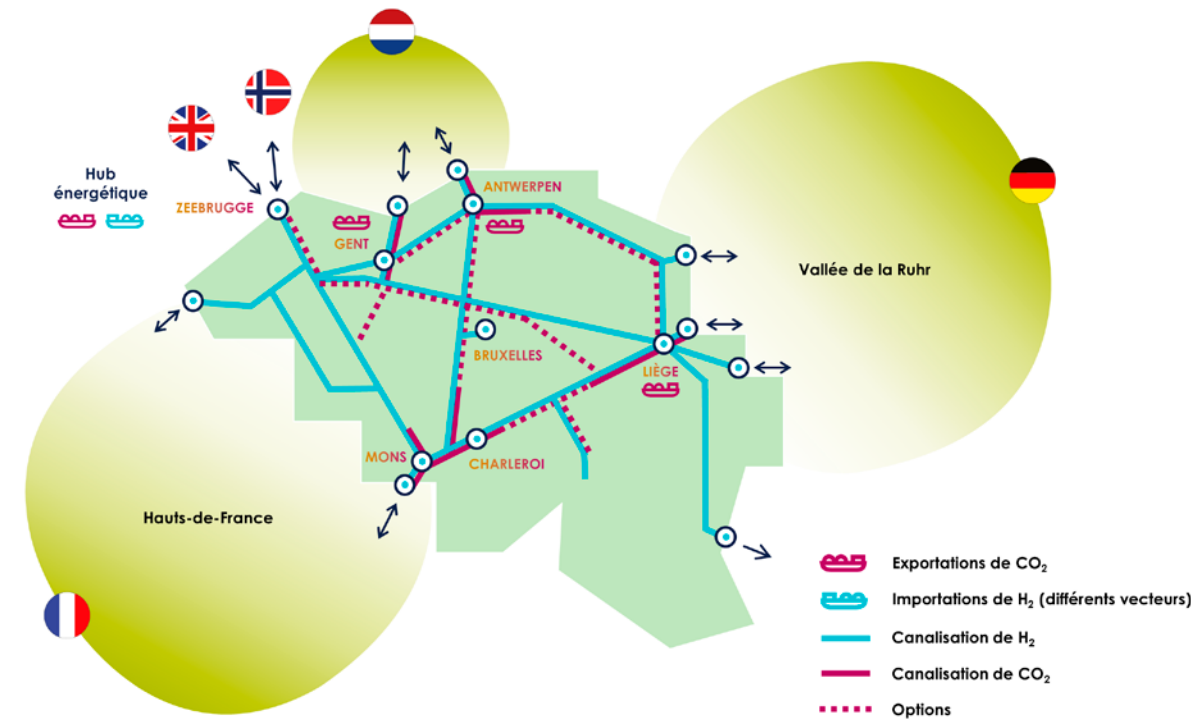 Hub
énergétique
ZEEBRUGGE
ANTWERPEN
GENT
Vallée de la Ruhr
BRUXELLES
LIÈGE
MONS
CHARLEROI
Hauts-de-France
Exportations de CO₂
Importations de H₂ (différents vecteurs)
Canalisation de H₂
Canalisation de CO₂
Options